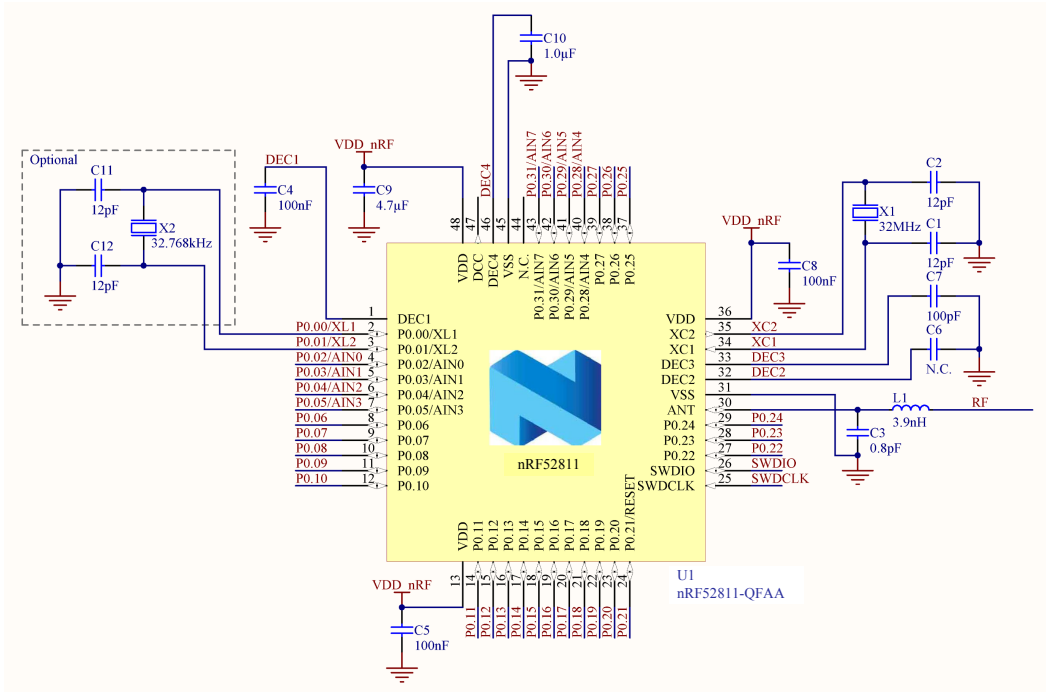 C10
1.0µF
Optional
C11
12pF
X2
32.768kHz
C12
12pF
DEC1
C4
100nF
VDD_nRF
C9
4.7µF
DEC4
P0.31/AIN7
P0.30/AIN6
P0.29/AIN5
P0.28/AIN4
P0.27
P0.26
P0.25
48
47
46
45
44
43
42
41
40
39
38
37
VDD
DCC
DEC4
VSS
N.C.
P0.31/AIN7
P0.30/AIN6
P0.29/AIN5
P0.28/AIN4
P0.27
P0.26
P0.25
VDD_nRF
C8
100nF
C2
12pF
X1
32MHz
C1
12pF
C7
100pF
C6
N.C.
1 DEC1
P0.00/XL1 2 P0.00/XL1
P0.01/XL2 3 P0.01/XL2
P0.02/AIN0 4 P0.02/AIN0
P0.03/AIN1 5 P0.03/AIN1
P0.04/AIN2 6 P0.04/AIN2
P0.05/AIN3 7 P0.05/AIN3
P0.06 8 P0.06
P0.07 9 P0.07
P0.08 10 P0.08
P0.09 11 P0.09
P0.10 12 P0.10
VDD 36
XC2 35 XC2
XC1 34 XC1
DEC3 33 DEC3
DEC2 32 DEC2
VSS 31
ANT 30
P0.24 29 P0.24
P0.23 28 P0.23
P0.22 27 P0.22
SWDIO 26 SWDIO
SWDCLK 25 SWDCLK
L1
3.9nH
RF
C3
0.8pF
nRF52811
VDD
P0.11
P0.12
P0.13
P0.14
P0.15
P0.16
P0.17
P0.18
P0.19
P0.20
P0.21/RESET
13
14
15
16
17
18
19
20
21
22
23
24
P0.11
P0.12
P0.13
P0.14
P0.15
P0.16
P0.17
P0.18
P0.19
P0.20
P0.21
VDD_nRF
C5
100nF
U1
nRF52811-QFAA